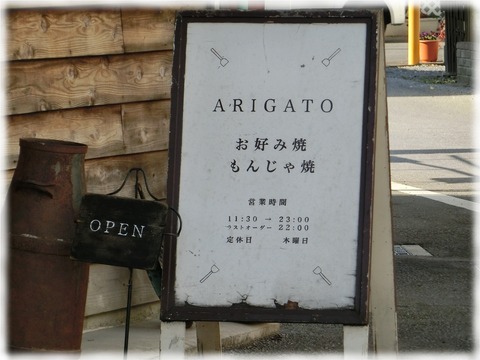 ARIGATO
お好み焼
もんじゃ焼
営業時間
11:30 → 23:00
ラストオーダー 22:00
定休日 木曜日
OPEN